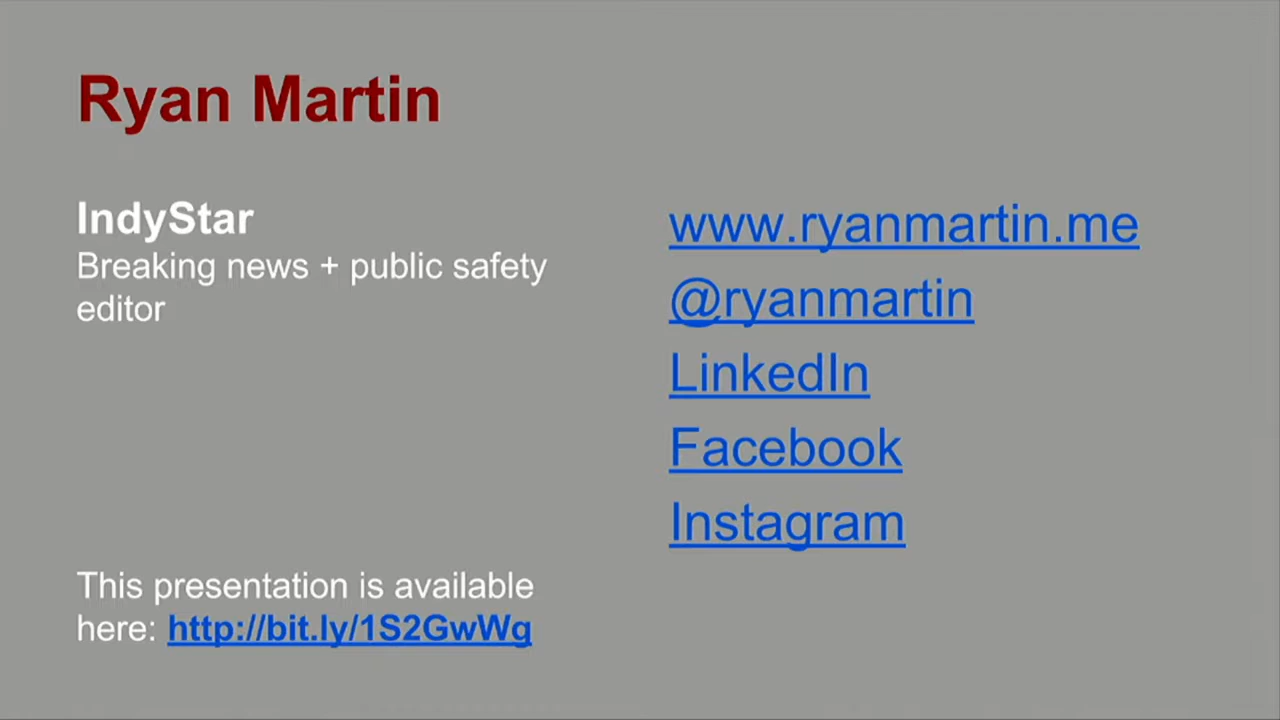 Ryan Martin
IndyStar
Breaking news + public safety
editor
This presentation is available
here: http://bit.ly/1S2GwWg
www.ryanmartin.me
@ryanmartin
LinkedIn
Facebook
Instagram